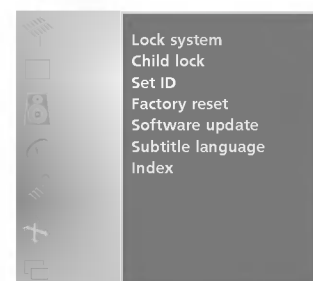 Lock system
Child lock
Set ID
Factory reset
Software update
Subtitle language
Index